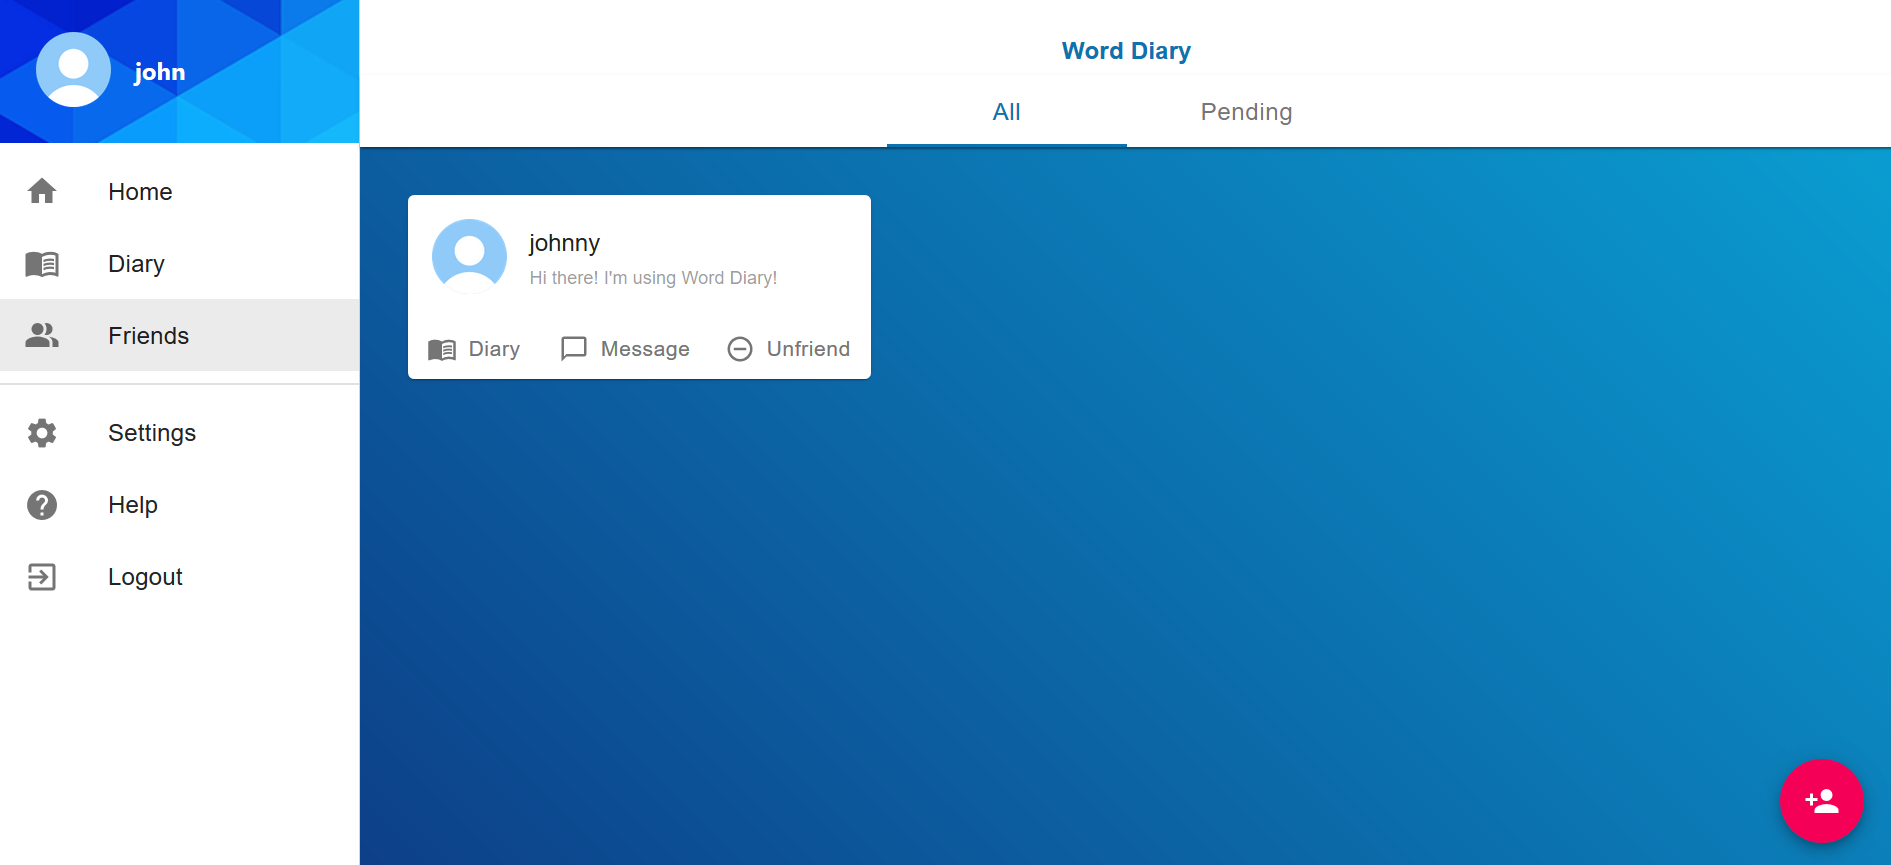 john
Home
Diary
Friends
Settings
Help
Logout
Word Diary
All Pending
johnny
Hi there! I'm using Word Diary!
Diary Message Unfriend